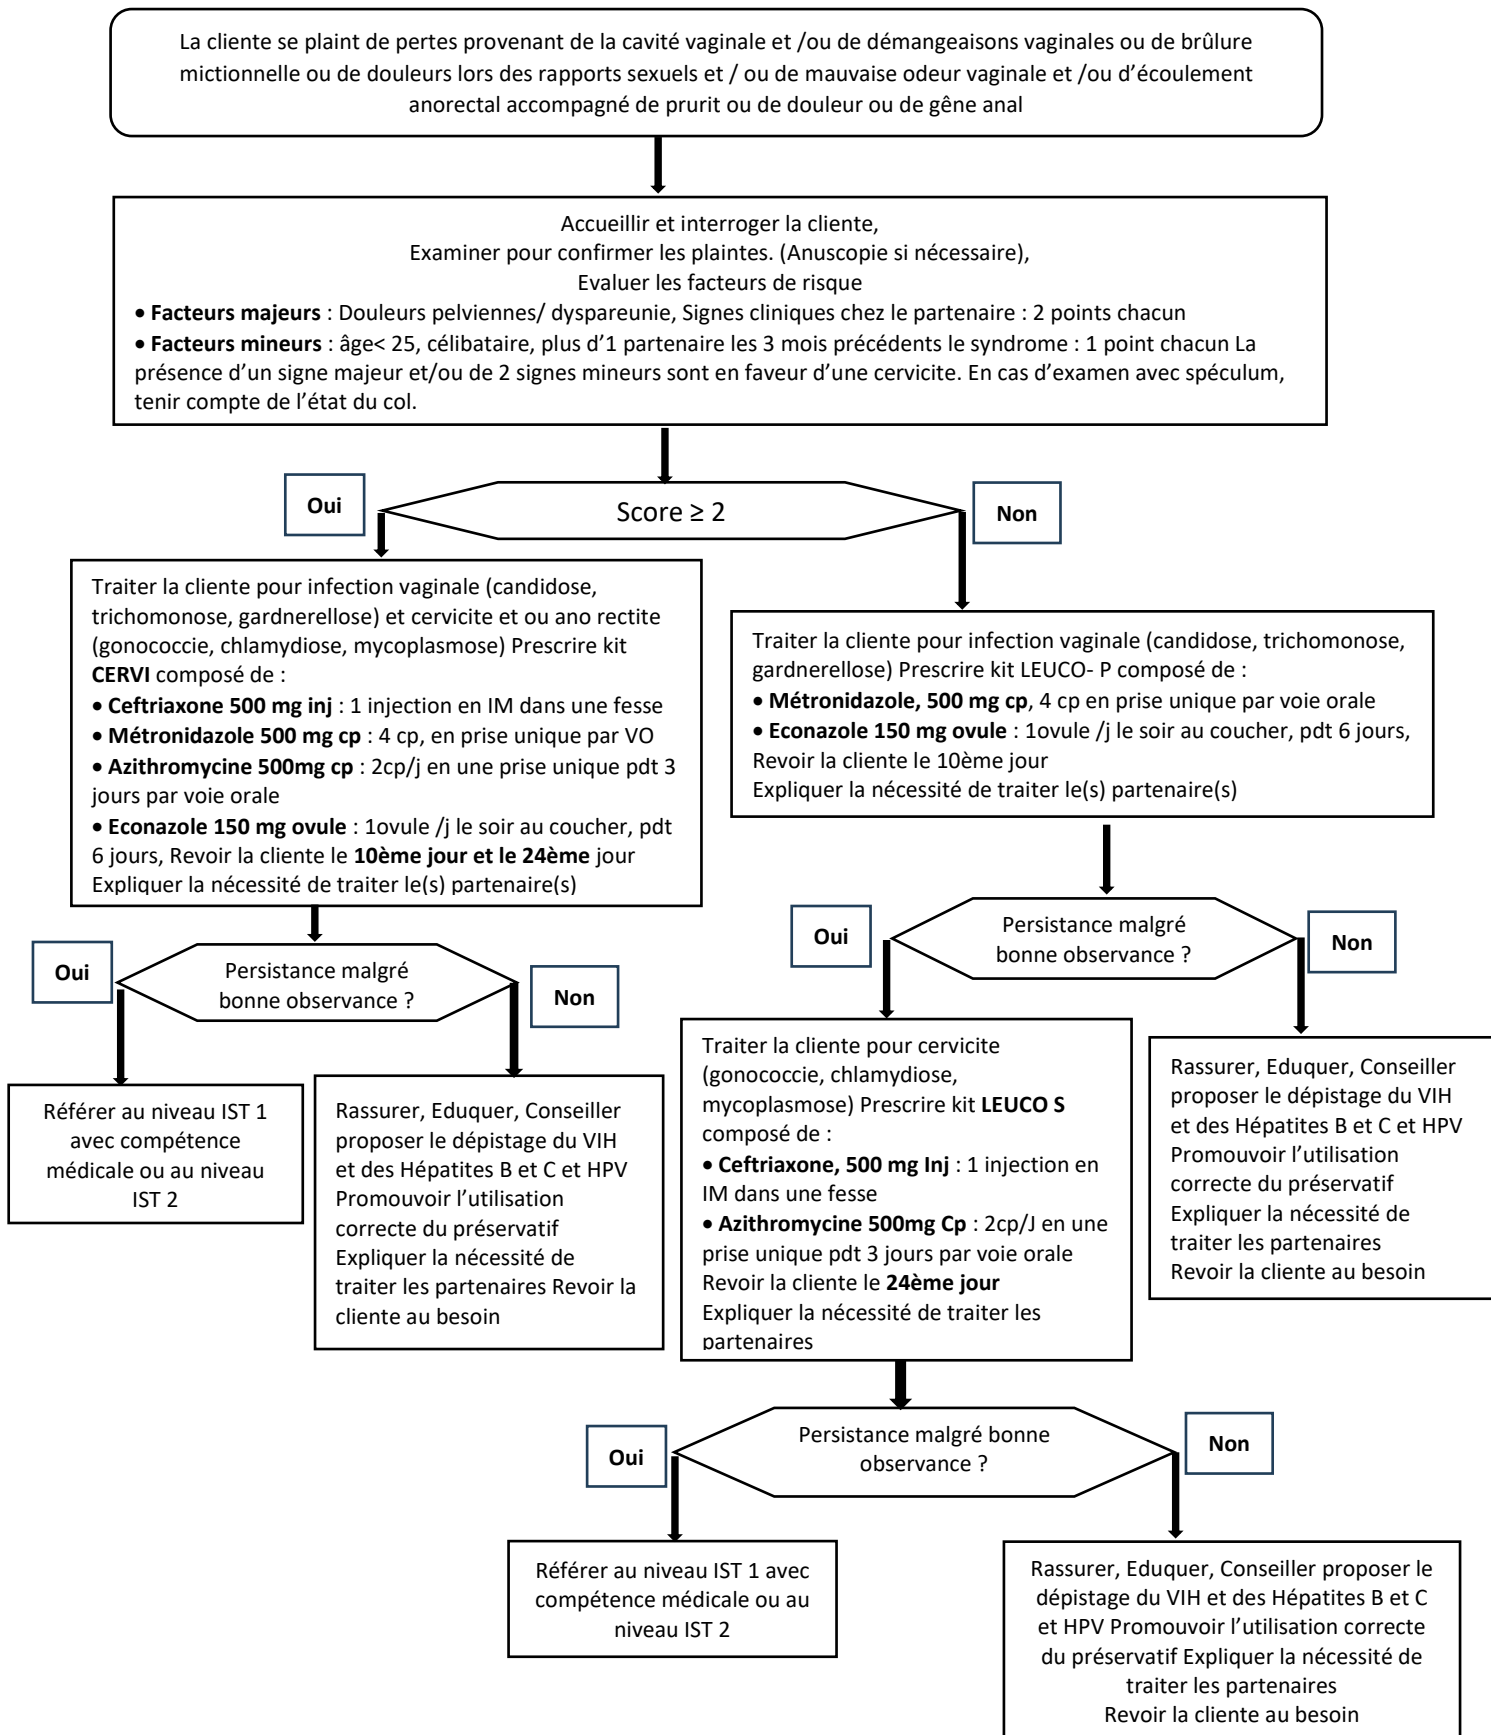 La cliente se plaint de pertes provenant de la cavité vaginale et /ou de démangeaisons vaginales ou de brûlure
mictionnelle ou de douleurs lors des rapports sexuels et / ou de mauvaise odeur vaginale et /ou d’écoulement
anorectal accompagné de prurit ou de douleur ou de gêne anal
Accueillir et interroger la cliente,
Examiner pour confirmer les plaintes. (Anuscopie si nécessaire),
Evaluer les facteurs de risque
• Facteurs majeurs : Douleurs pelviennes/ dyspareunie, Signes cliniques chez le partenaire : 2 points chacun
• Facteurs mineurs : âge< 25, célibataire, plus d’1 partenaire les 3 mois précédents le syndrome : 1 point chacun La
présence d’un signe majeur et/ou de 2 signes mineurs sont en faveur d’une cervicite. En cas d’examen avec spéculum,
tenir compte de l’état du col.
Oui
Score ≥ 2
Non
Traiter la cliente pour infection vaginale (candidose,
trichomonose, gardnerellose) et cervicite et ou ano rectite
(gonococcie, chlamydiose, mycoplasmose) Prescrire kit
CERVI composé de :
• Ceftriaxone 500 mg inj : 1 injection en IM dans une fesse
• Métronidazole 500 mg cp : 4 cp, en prise unique par VO
• Azithromycine 500mg cp : 2cp/j en une prise unique pdt 3
jours par voie orale
• Econazole 150 mg ovule : 1ovule /j le soir au coucher, pdt
6 jours, Revoir la cliente le 10ème jour et le 24ème jour
Expliquer la nécessité de traiter le(s) partenaire(s)
Traiter la cliente pour infection vaginale (candidose, trichomonose,
gardnerellose) Prescrire kit LEUCO- P composé de :
• Métronidazole, 500 mg cp, 4 cp en prise unique par voie orale
• Econazole 150 mg ovule : 1ovule /j le soir au coucher, pdt 6 jours,
Revoir la cliente le 10ème jour
Expliquer la nécessité de traiter le(s) partenaire(s)
Oui
Persistance malgré
bonne observance ?
Non
Oui
Persistance malgré
bonne observance ?
Non
Référer au niveau IST 1
avec compétence
médicale ou au niveau
IST 2
Rassurer, Eduquer, Conseiller
proposer le dépistage du VIH
et des Hépatites B et C et HPV
Promouvoir l’utilisation
correcte du préservatif
Expliquer la nécessité de
traiter les partenaires Revoir la
cliente au besoin
Traiter la cliente pour cervicite
(gonococcie, chlamydiose,
mycoplasmose) Prescrire kit LEUCO S
composé de :
• Ceftriaxone, 500 mg Inj : 1 injection en
IM dans une fesse
• Azithromycine 500mg Cp : 2cp/J en une
prise unique pdt 3 jours par voie orale
Revoir la cliente le 24ème jour
Expliquer la nécessité de traiter les
partenaires
Rassurer, Eduquer, Conseiller
proposer le dépistage du VIH
et des Hépatites B et C et HPV
Promouvoir l’utilisation
correcte du préservatif
Expliquer la nécessité de
traiter les partenaires
Revoir la cliente au besoin
Oui
Persistance malgré bonne
observance ?
Non
Référer au niveau IST 1 avec
compétence médicale ou au
niveau IST 2
Rassurer, Eduquer, Conseiller proposer le
dépistage du VIH et des Hépatites B et C
et HPV Promouvoir l’utilisation correcte
du préservatif Expliquer la nécessité de
traiter les partenaires
Revoir la cliente au besoin